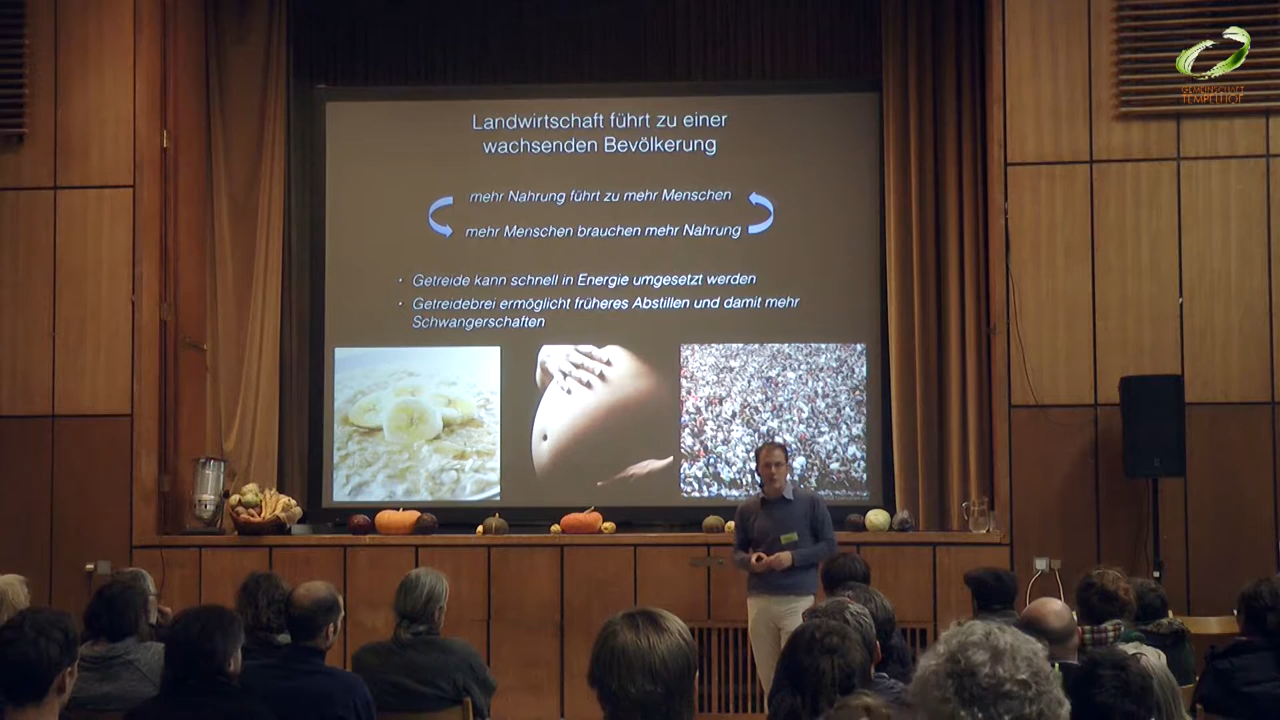 GEMEINSCHAFT
TEMPELHOF
Landwirtschaft führt zu einer
wachsenden Bevölkerung
mehr Nahrung führt zu mehr Menschen
mehr Menschen brauchen mehr Nahrung
• Getreide kann schnell in Energie umgesetzt werden
• Getreidebrei ermöglicht früheres Abstillen und damit mehr
Schwangerschaften